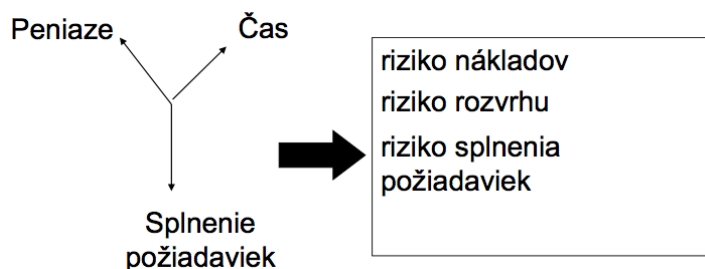 Peniaze
Čas
Splnenie
požiadaviek
riziko nákladov
riziko rozvrhu
riziko splnenia
požiadaviek